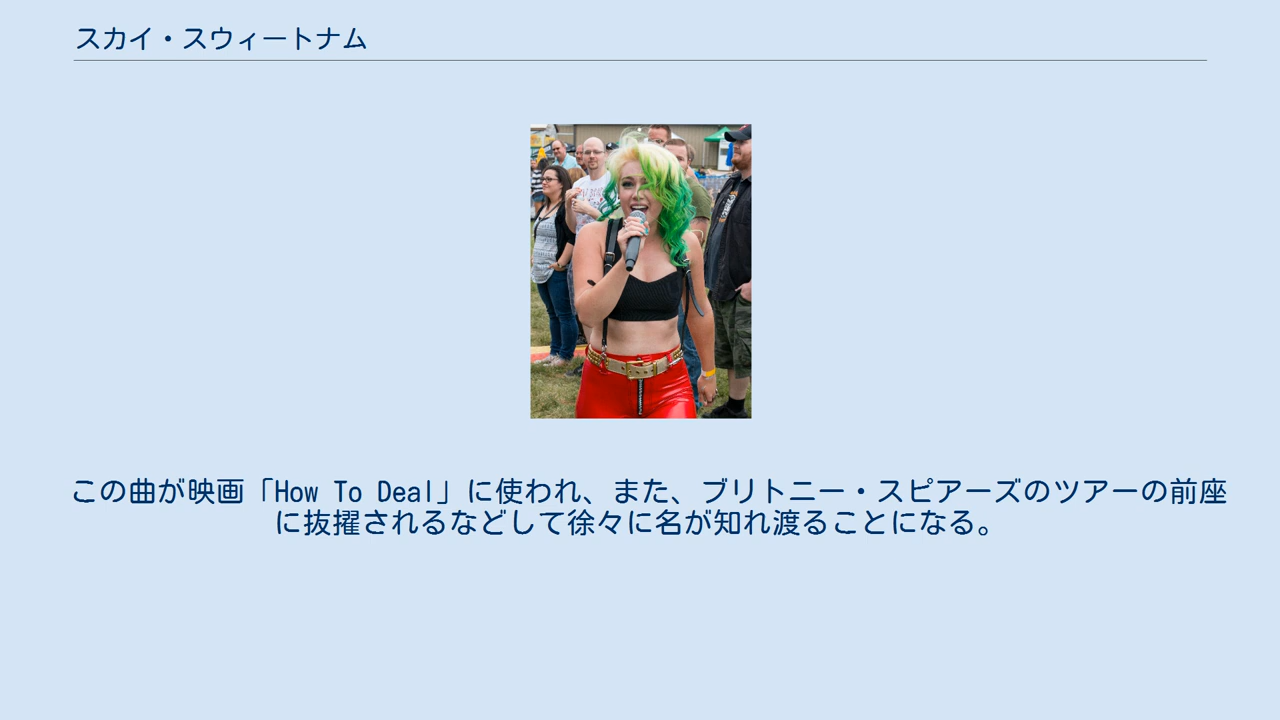 スカイ・スウィートナム
この曲が映画「How To Deal」に使われ、また、ブリトニー・スピアーズのツアーの前座
に抜擢されるなどして徐々に名が知れ渡ることになる。